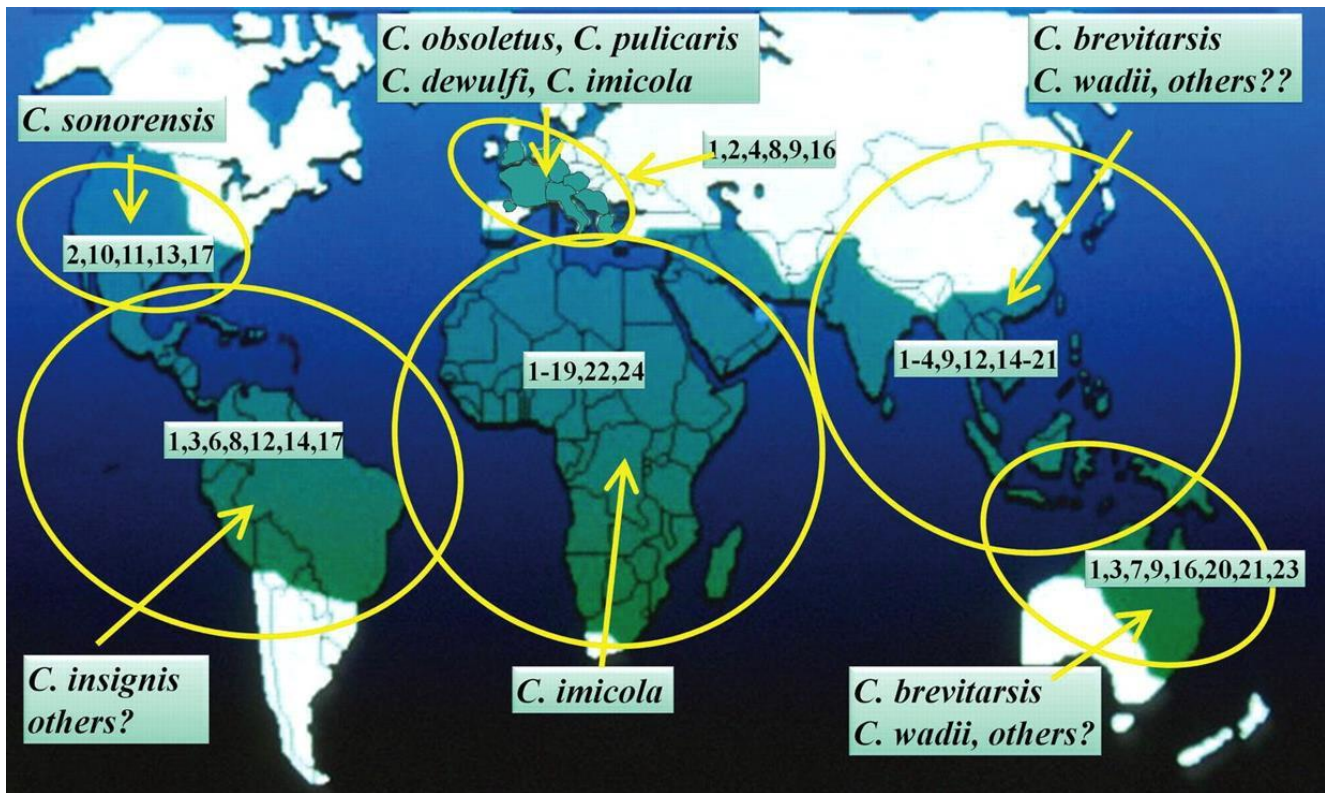 C. obsoletus, C. pulicaris
C. dewulfi, C. imicola
C. brevitarsis
C. wadii, others??
C. sonorensis
1,2,4,8,9,16
2,10,11,13,17
1-19,22,24
1-4,9,12,14-21
1,3,6,8,12,14,17
1,3,7,9,16,20,21,23
C. insignis
others?
C. imicola
C. brevitarsis
C. wadii, others?